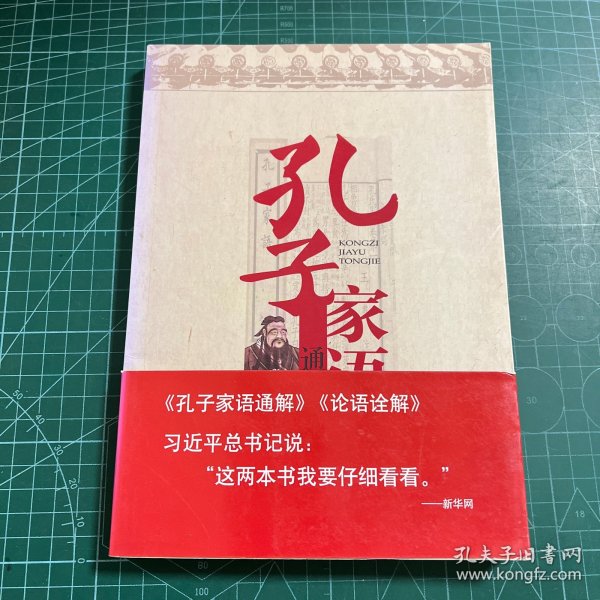 孔子
KONGZI
JIAYU
TONGJIE
家语
通
《孔子家语通解》《论语诠解》
习近平总书记说：
“这两本书我要仔细看看。”
——新华网
孔夫子旧书网
www.kongfz.com